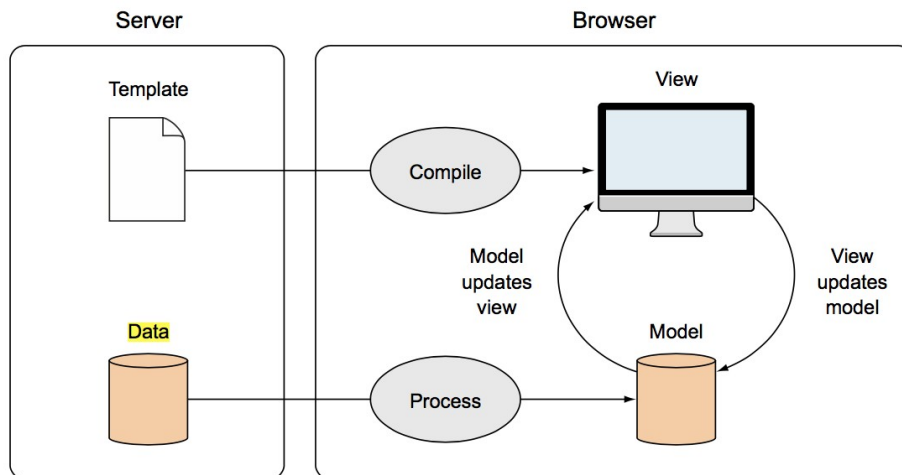 Server
Browser
Template
View
Compile
Model
updates
view
View
updates
model
Data
Model
Process